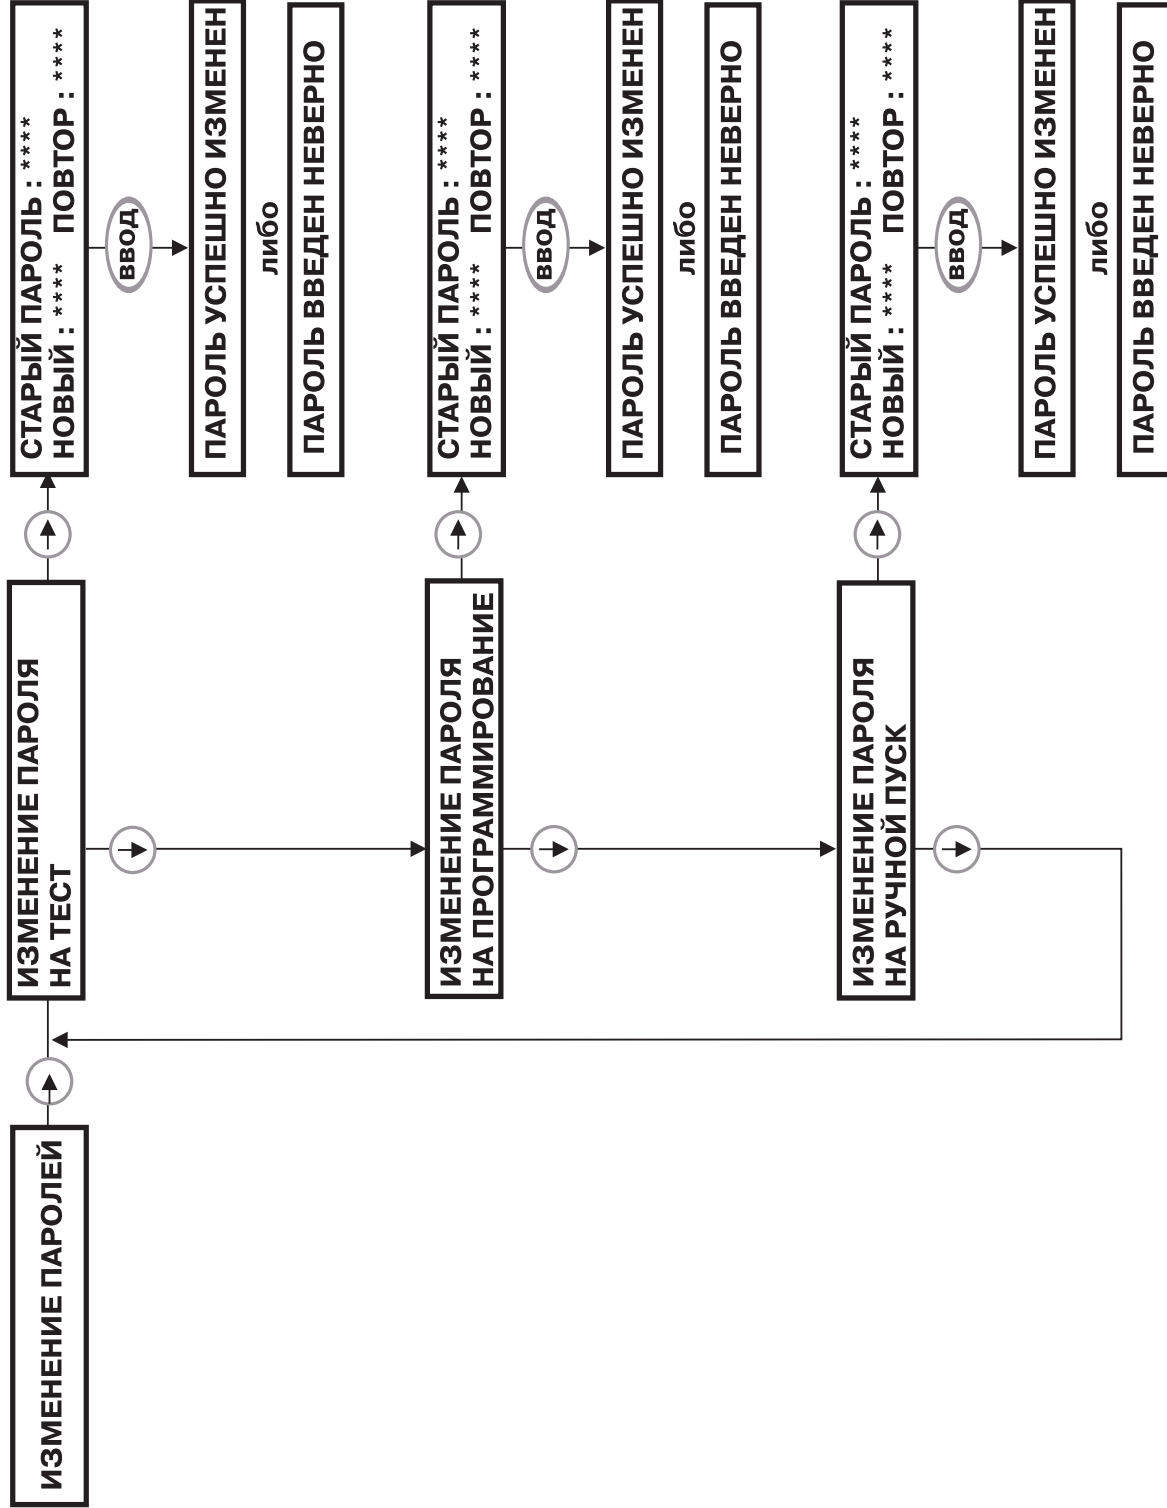 ИЗМЕНЕНИЕ ПАРОЛЕЙ
ИЗМЕНЕНИЕ ПАРОЛЯ
НА ТЕСТ
СТАРЫЙ ПАРОЛЬ : ****
НОВЫЙ : **** ПОВТОР : ****
ввод
ПАРОЛЬ УСПЕШНО ИЗМЕНЕН
либо
ПАРОЛЬ ВВЕДЕН НЕВЕРНО
ИЗМЕНЕНИЕ ПАРОЛЯ
НА ПРОГРАММИРОВАНИЕ
СТАРЫЙ ПАРОЛЬ : ****
НОВЫЙ : **** ПОВТОР : ****
ввод
ПАРОЛЬ УСПЕШНО ИЗМЕНЕН
либо
ПАРОЛЬ ВВЕДЕН НЕВЕРНО
ИЗМЕНЕНИЕ ПАРОЛЯ
НА РУЧНОЙ ПУСК
СТАРЫЙ ПАРОЛЬ : ****
НОВЫЙ : **** ПОВТОР : ****
ввод
ПАРОЛЬ УСПЕШНО ИЗМЕНЕН
либо
ПАРОЛЬ ВВЕДЕН НЕВЕРНО